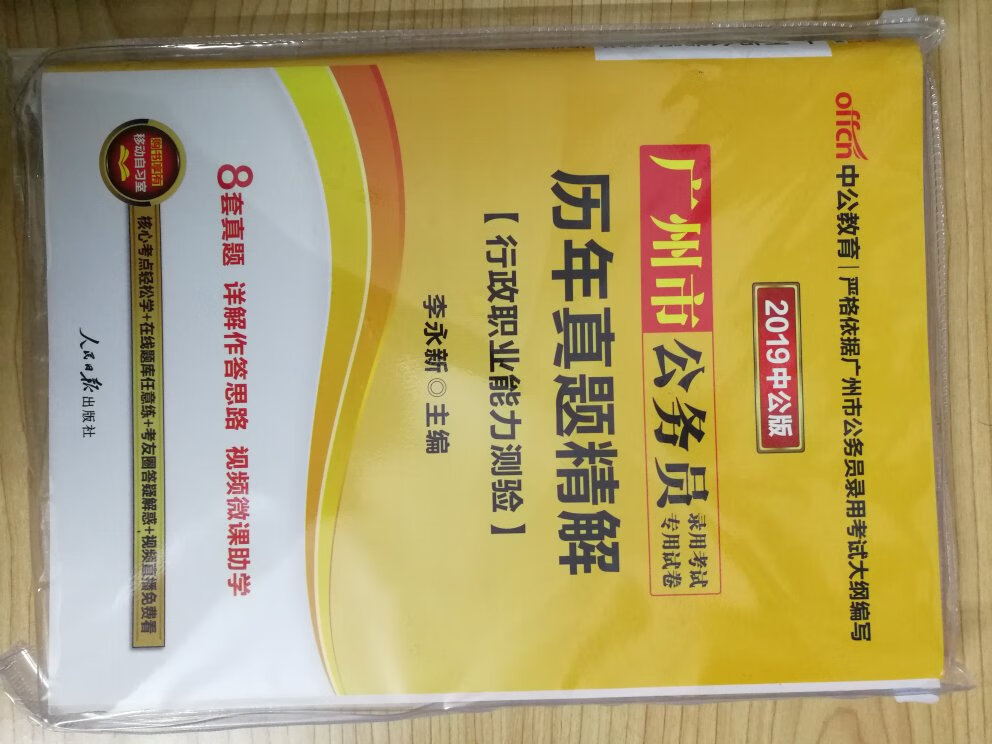 offcn 中公教育 | 严格依据广州市公务员录用考试大纲编写
2019中公版
广州市公务员录用考试专用试卷
历年真题精解
【行政职业能力测验】
李永新◎主编
8套真题 详解作答思路 视频微课助学
购书享有
移动自习室
核心考点轻松学+在线题库任意练+考友圈答疑解惑+视频直播免费看
人民日报出版社